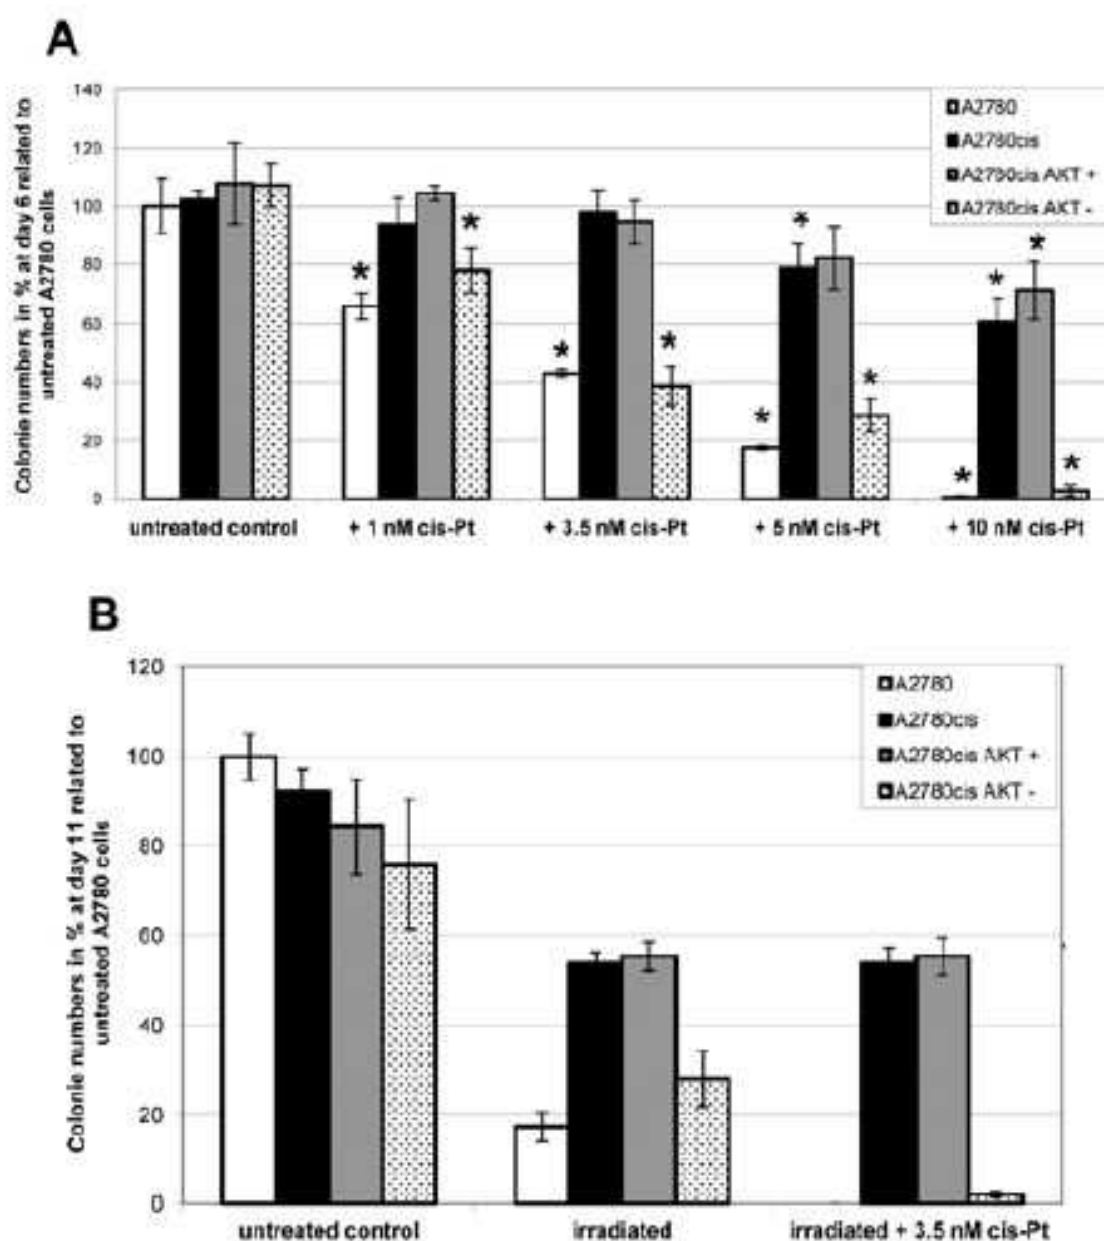 A
Colonie numbers in % at day 6 related to
untreated A2780 cells
140
120
100
80
60
40
20
0
A2780
A2780cis
A2780cis AKT +
A2780cis AKT -
*
*
*
*
*
*
*
*
*
*
*
untreated control
+ 1 nM cis-Pt
+ 3.5 nM cis-Pt
+ 5 nM cis-Pt
+ 10 nM cis-Pt
B
Colonie numbers in % at day 11 related to
untreated A2780 cells
120
100
80
60
40
20
0
A2780
A2780cis
A2780cis AKT +
A2780cis AKT -
untreated control
irradiated
irradiated + 3.5 nM cis-Pt